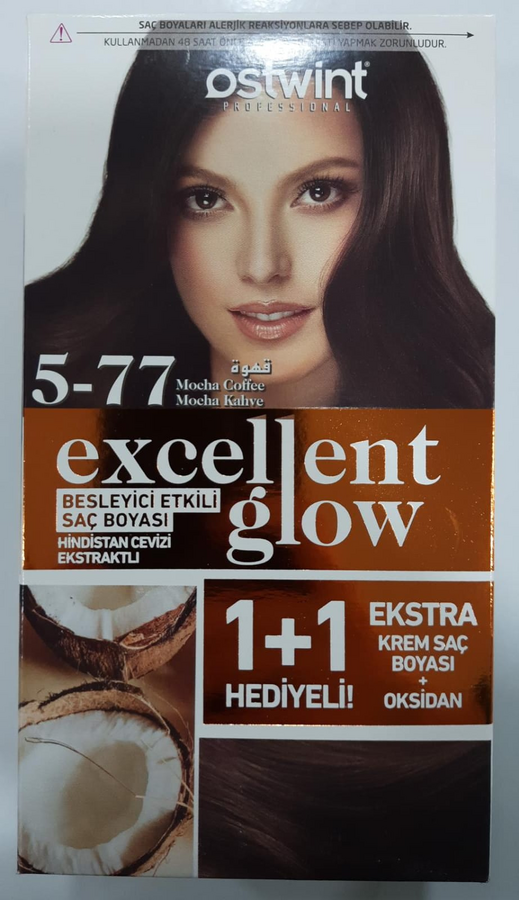 SAÇ BOYALARI ALERJİK REAKSİYONLARA SEBEP OLABİLİR.
KULLANMADAN 48 SAAT ÖNCE YAPMAK ZORUNLUDUR.
ostwint
PROFESSIONAL
5-77
قهوة
Mocha Coffee
Mocha Kahve
excellent
glow
BESLEYİCİ ETKİLİ
SAÇ BOYASI
HİNDİSTAN CEVİZİ
EKSTRAKTLI
1+1
HEDİYELİ!
EKSTRA
KREM SAÇ
BOYASI
+
OKSİDAN